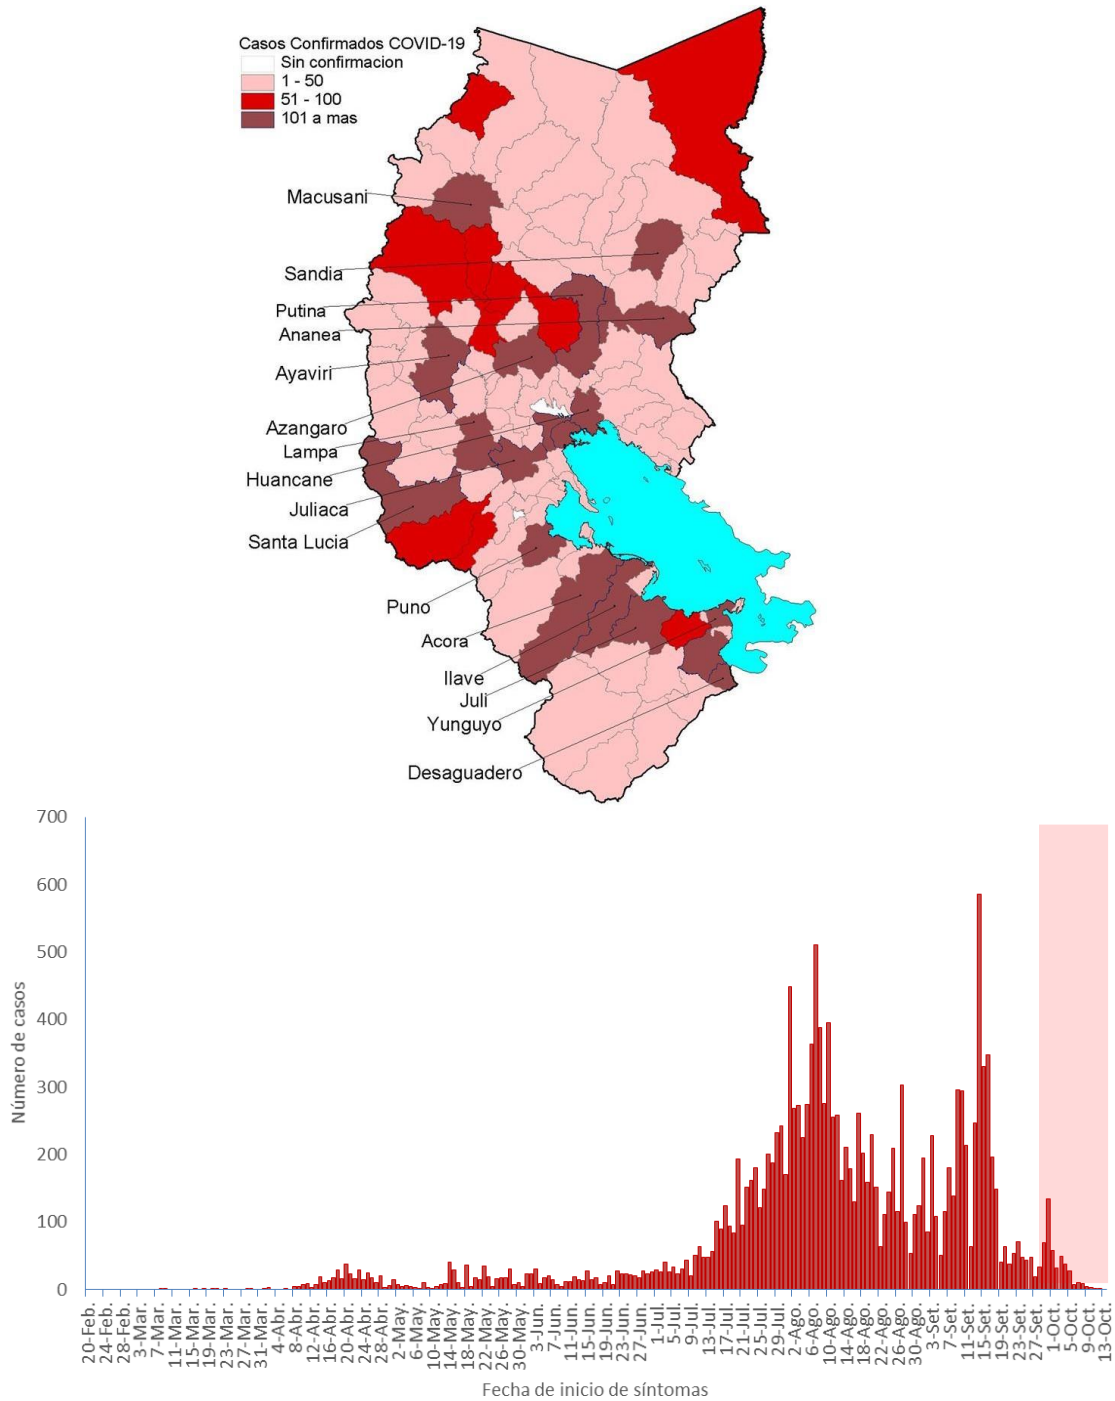 Casos Confirmados COVID-19
Sin confirmacion
1 - 50
51 - 100
101 a mas
Macusani
Sandia
Putina
Ananea
Ayaviri
Azangaro
Lampa
Huancane
Juliaca
Santa Lucia
Puno
Acora
Ilave
Juli
Yunguyo
Desaguadero
700
600
500
400
300
200
100
0
Número de casos
20-Feb.
24-Feb.
28-Feb.
3-Mar.
7-Mar.
11-Mar.
15-Mar.
19-Mar.
23-Mar.
27-Mar.
31-Mar.
4-Abr.
8-Abr.
12-Abr.
16-Abr.
20-Abr.
24-Abr.
28-Abr.
2-May.
6-May.
10-May.
14-May.
18-May.
22-May.
26-May.
30-May.
3-Jun.
7-Jun.
11-Jun.
15-Jun.
19-Jun.
23-Jun.
27-Jun.
1-Jul.
5-Jul.
9-Jul.
13-Jul.
17-Jul.
21-Jul.
25-Jul.
29-Jul.
2-Ago.
6-Ago.
10-Ago.
14-Ago.
18-Ago.
22-Ago.
26-Ago.
30-Ago.
3-Set.
7-Set.
11-Set.
15-Set.
19-Set.
23-Set.
27-Set.
1-Oct.
5-Oct.
9-Oct.
13-Oct.
Fecha de inicio de síntomas